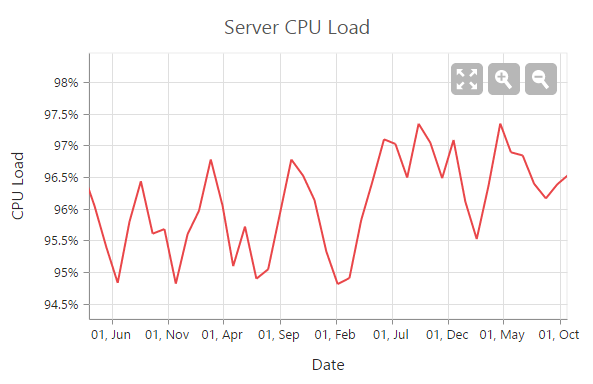 Server CPU Load
98%
97.5%
97%
96.5%
96%
95.5%
95%
94.5%
CPU Load
01, Jun 01, Nov 01, Apr 01, Sep 01, Feb 01, Jul 01, Dec 01, May 01, Oct
Date